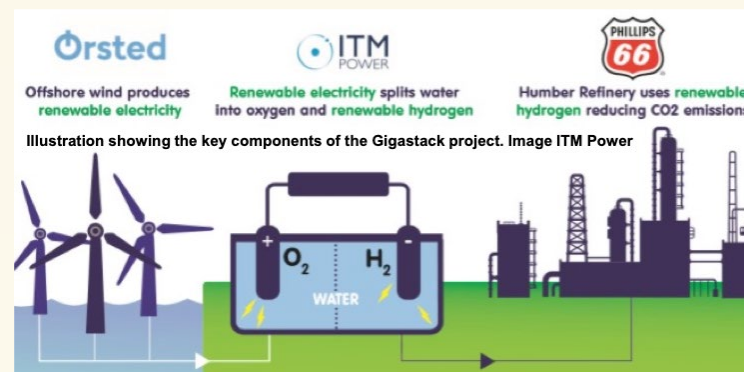 Ørsted
ITM
POWER
PHILLIPS
66
Offshore wind produces
renewable electricity
Renewable electricity splits water
into oxygen and renewable hydrogen
Humber Refinery uses renewable
hydrogen reducing CO2 emissions
Illustration showing the key components of the Gigastack project. Image ITM Power
+
-
O2
H2
WATER